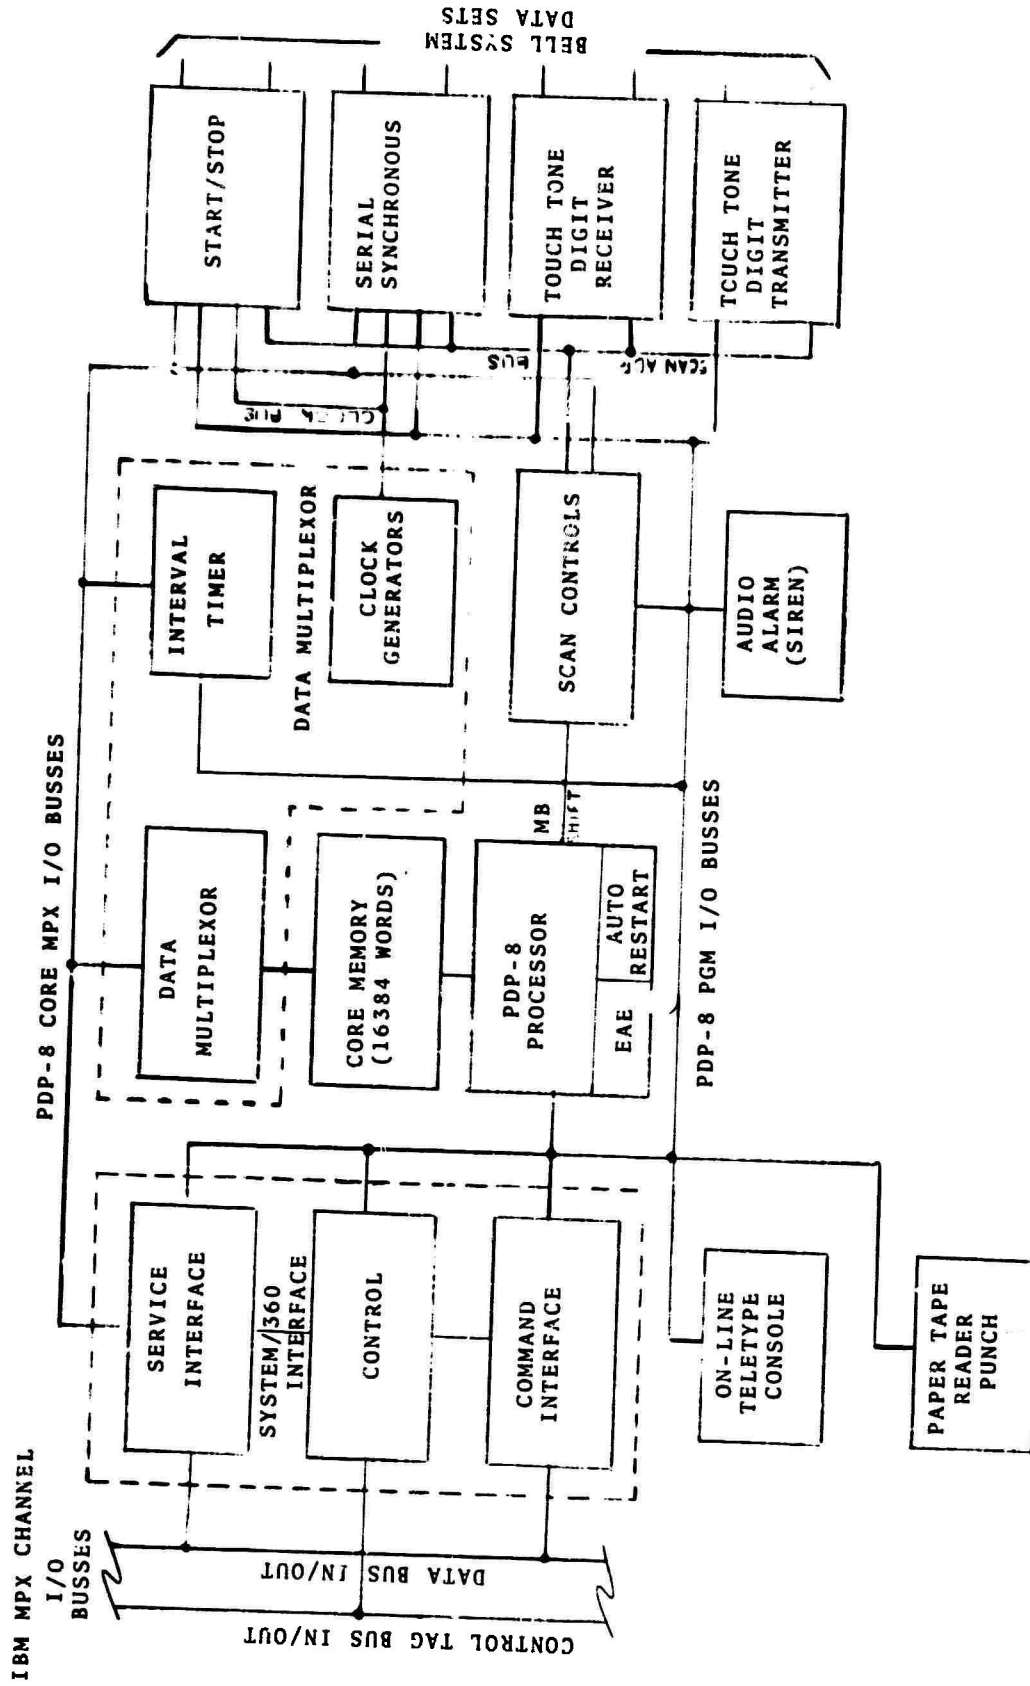 IBM MPX CHANNEL
I/O
BUSSES
CONTROL TAG BUS IN/OUT
DATA BUS IN/OUT
PDP-8 CORE MPX I/O BUSSES
SERVICE
INTERFACE
SYSTEM/360
INTERFACE
CONTROL
COMMAND
INTERFACE
ON-LINE
TELETYPE
CONSOLE
PAPER TAPE
READER
PUNCH
DATA
MULTIPLEXOR
CORE MEMORY
(16384 WORDS)
PDP-8
PROCESSOR
EAE
AUTO
RESTART
MB
PDP-8 PGM I/O BUSSES
INTERVAL
TIMER
DATA MULTIPLEXOR
CLOCK
GENERATORS
SCAN CONTROLS
AUDIO
ALARM
(SIREN)
BUS
SCAN
START/STOP
SERIAL
SYNCHRONOUS
TOUCH TONE
DIGIT
RECEIVER
TCUCH TONE
DIGIT
TRANSMITTER
BELL SYSTEM
DATA SETS